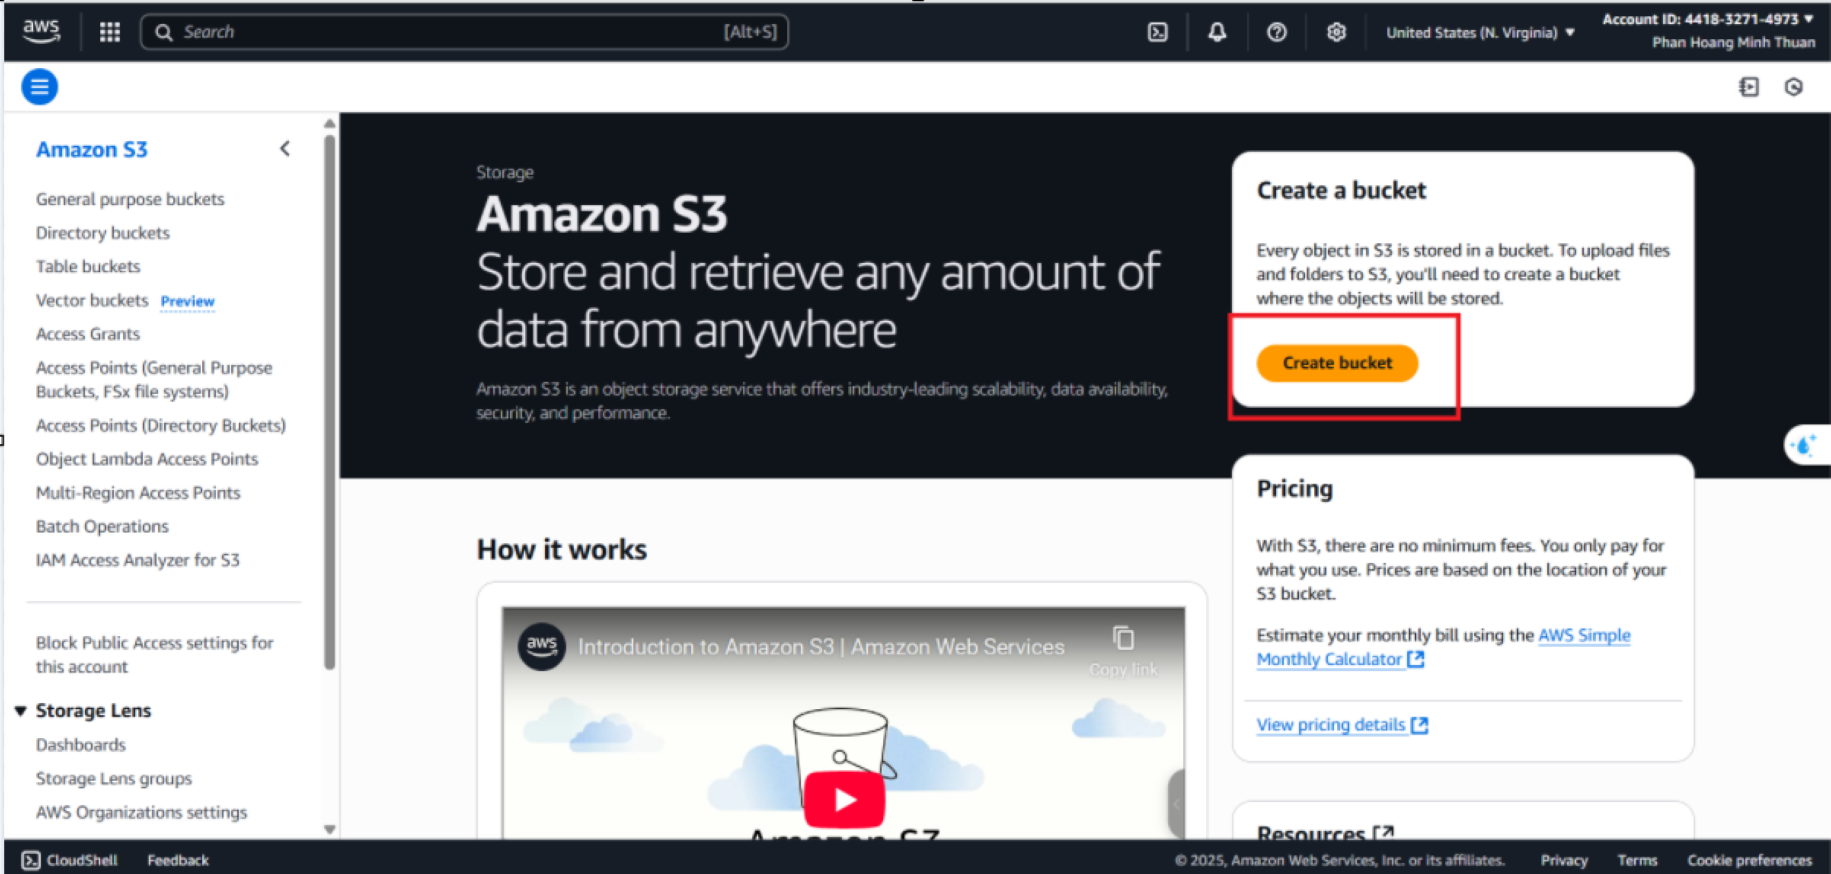 aws
Search
[Alt+S]
United States (N. Virginia)
Account ID: 4418-3271-4973
Phan Hoang Minh Thuan
Amazon S3
General purpose buckets
Directory buckets
Table buckets
Vector buckets Preview
Access Grants
Access Points (General Purpose
Buckets, FSx file systems)
Access Points (Directory Buckets)
Object Lambda Access Points
Multi-Region Access Points
Batch Operations
IAM Access Analyzer for S3
Block Public Access settings for
this account
Storage Lens
Dashboards
Storage Lens groups
AWS Organizations settings
Storage
Amazon S3
Store and retrieve any amount of
data from anywhere
Amazon S3 is an object storage service that offers industry-leading scalability, data availability,
security, and performance.
Create a bucket
Every object in S3 is stored in a bucket. To upload files
and folders to S3, you'll need to create a bucket
where the objects will be stored.
Create bucket
How it works
aws
Introduction to Amazon S3 | Amazon Web Services
Copy link
Amazon S3
Pricing
With S3, there are no minimum fees. You only pay for
what you use. Prices are based on the location of your
S3 bucket.
Estimate your monthly bill using the AWS Simple
Monthly Calculator
View pricing details
Resources
CloudShell
Feedback
© 2025, Amazon Web Services, Inc. or its affiliates.
Privacy
Terms
Cookie preferences